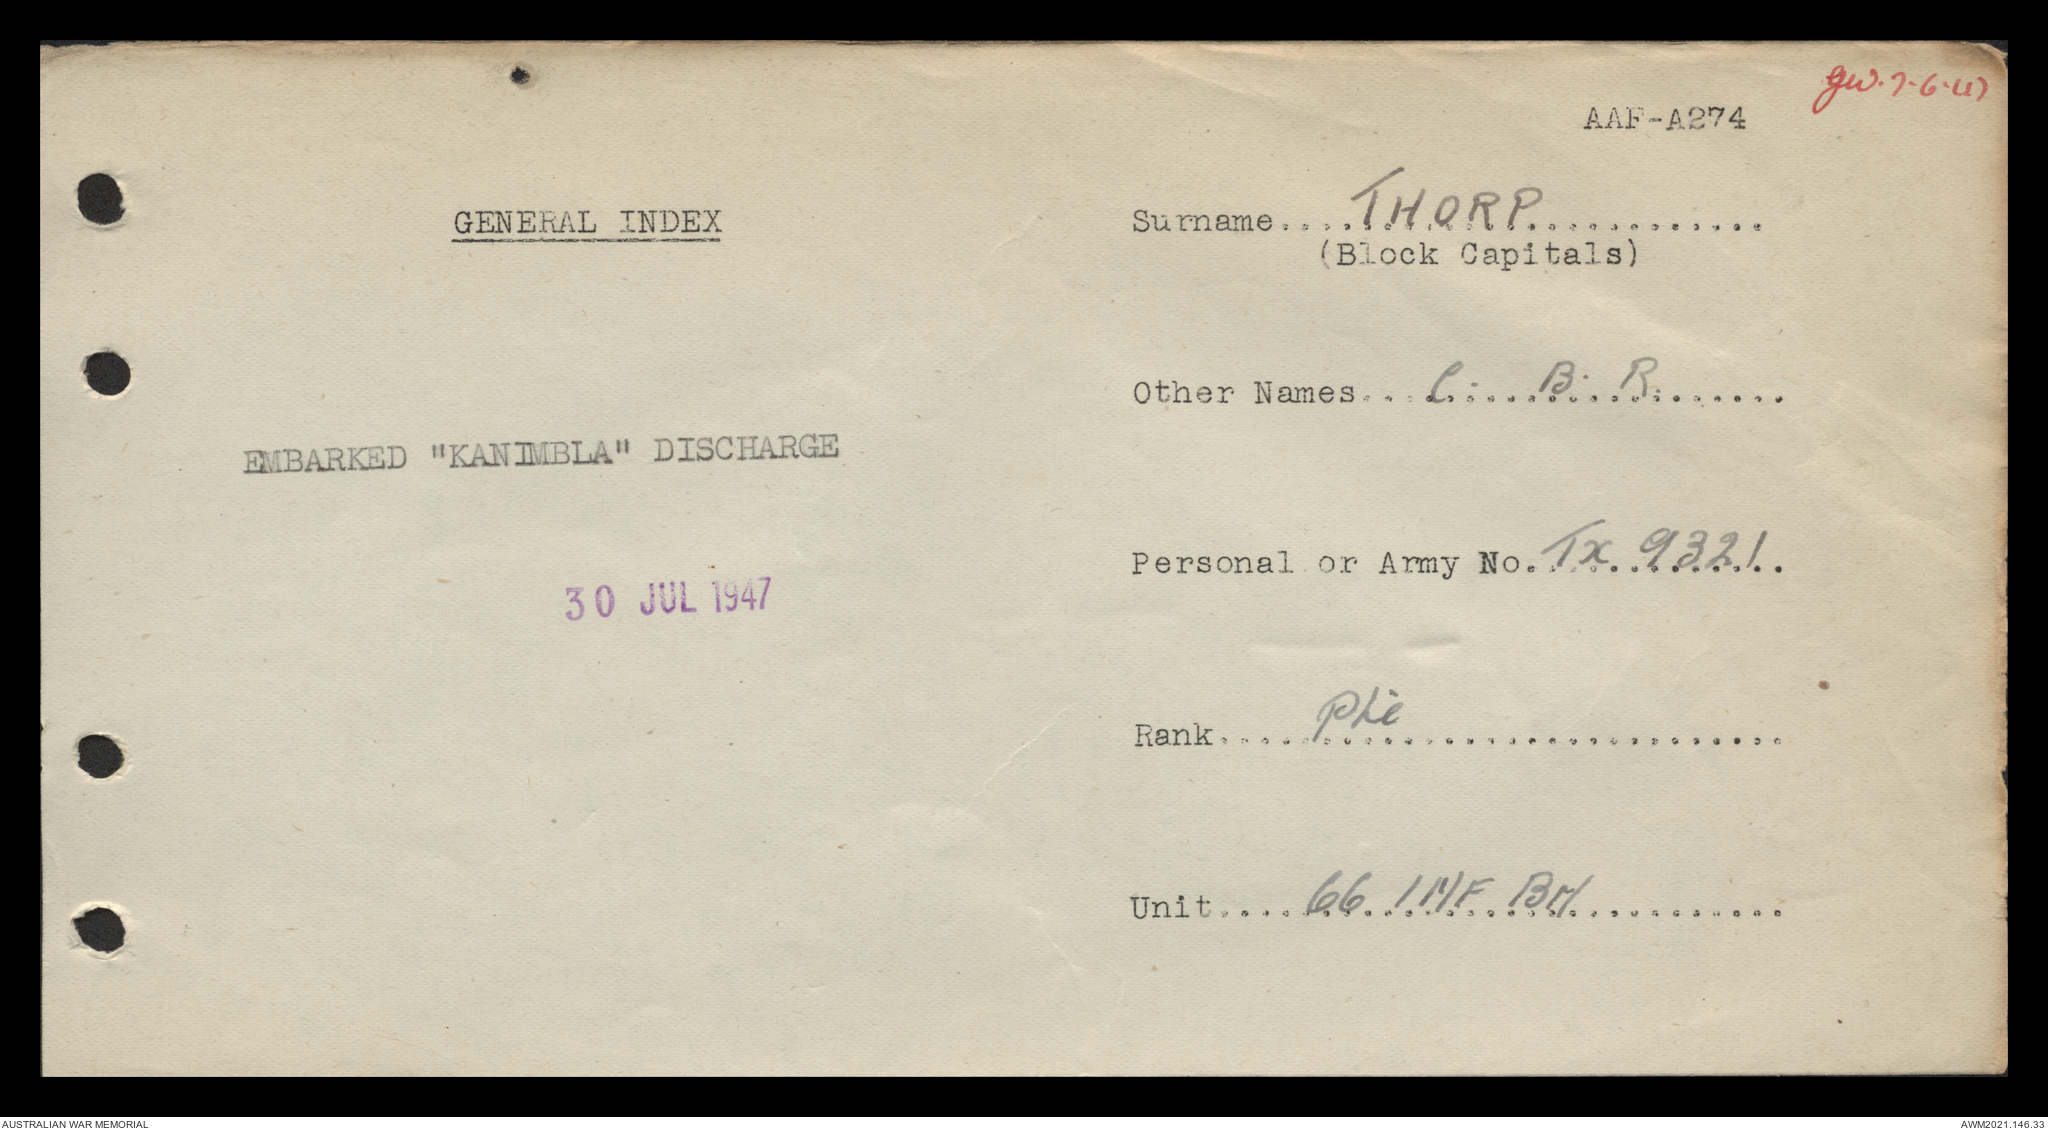 gw. 7.6.47
AAF-A274
GENERAL INDEX
Surname....THORP............
(Block Capitals)
Other Names....C. B. R.......
EMBARKED "KANIMBLA" DISCHARGE
Personal or Army No. Tx 9321..
30 JUL 1947
Rank.....Pte...................
Unit.....66 INF BN..........
AUSTRALIAN WAR MEMORIAL
AWM2021.146.33